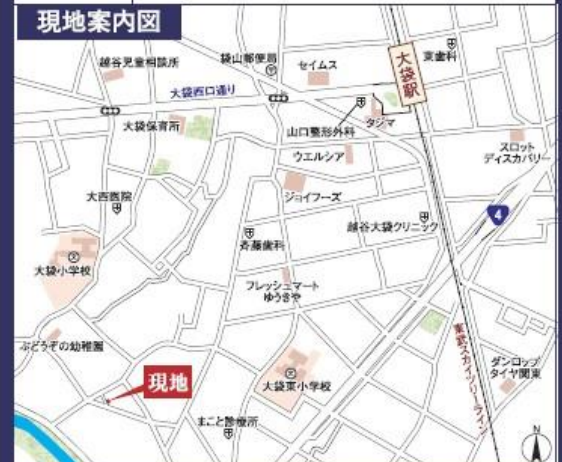 現地案内図
越谷児童相談所
袋山郵便局
セイムス
大袋駅
東歯科
大袋西口通り
大袋保育所
山口整形外科
タジマ
ウエルシア
スロット
ディスカバリー
大西医院
ジョイフーズ
4
越谷大袋クリニック
斉藤歯科
大袋小学校
フレッシュマート
ゆうきや
東武スカイツリーライン
ぶどうその幼稚園
ダンロップ
タイヤ関東
現地
大袋東小学校
まこと診療所
N